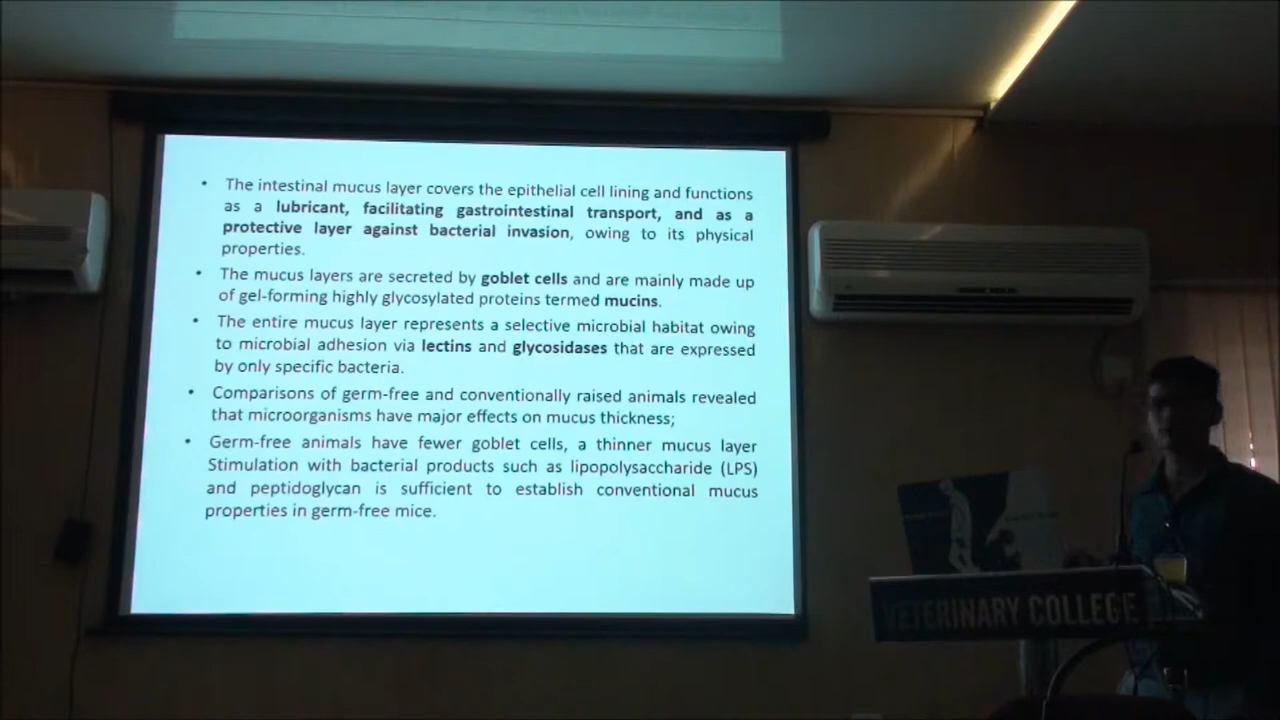 • The intestinal mucus layer covers the epithelial cell lining and functions
as a lubricant, facilitating gastrointestinal transport, and as a
protective layer against bacterial invasion, owing to its physical
properties.
• The mucus layers are secreted by goblet cells and are mainly made up
of gel-forming highly glycosylated proteins termed mucins.
• The entire mucus layer represents a selective microbial habitat owing
to microbial adhesion via lectins and glycosidases that are expressed
by only specific bacteria.
• Comparisons of germ-free and conventionally raised animals revealed
that microorganisms have major effects on mucus thickness;
• Germ-free animals have fewer goblet cells, a thinner mucus layer
Stimulation with bacterial products such as lipopolysaccharide (LPS)
and peptidoglycan is sufficient to establish conventional mucus
properties in germ-free mice.
VETERINARY COLLEGE